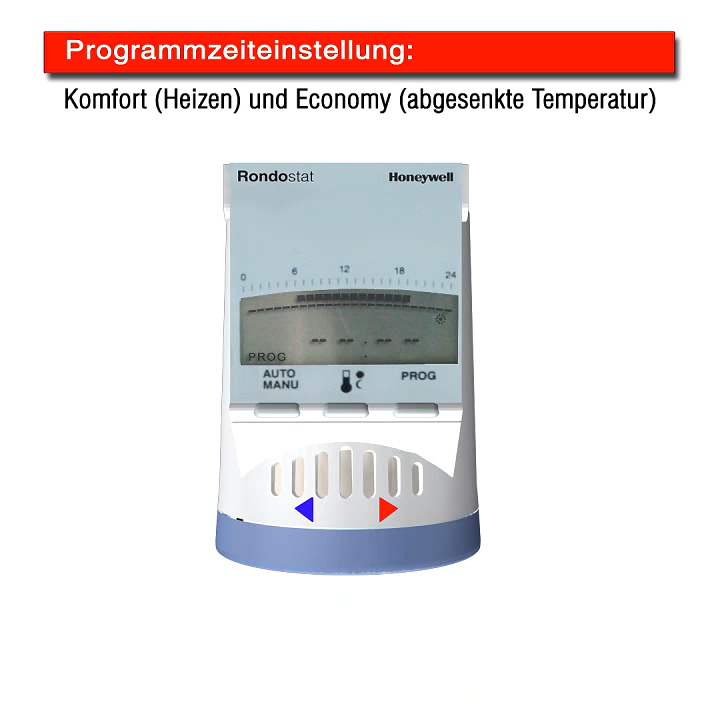 Programmzeiteinstellung:
Komfort (Heizen) und Economy (abgesenkte Temperatur)
Rondostat Honeywell
0 6 12 18 24
-- -- : -- --
PROG
AUTO PROG
MANU